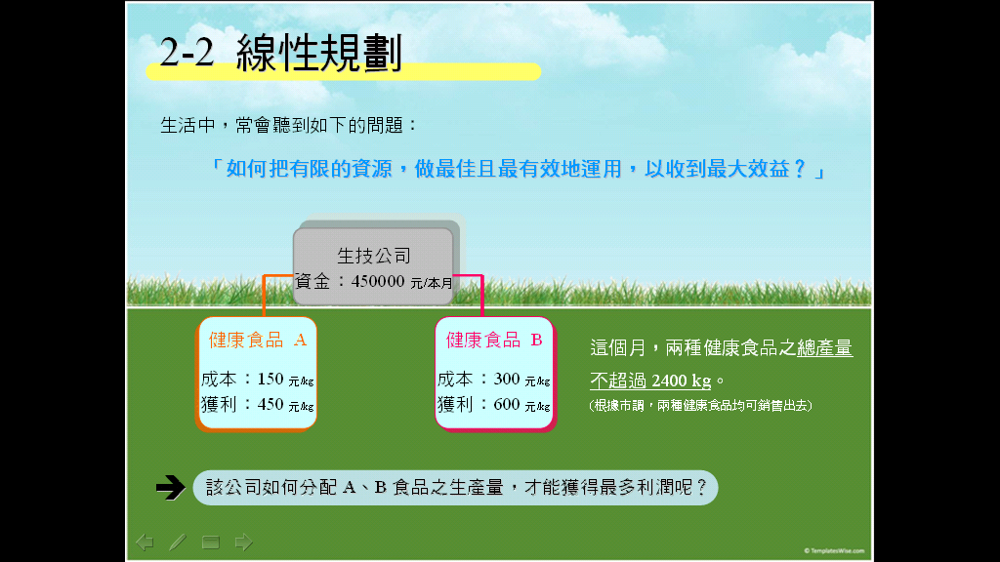 2-2 線性規劃
生活中，常會聽到如下的問題：
「如何把有限的資源，做最佳且最有效地運用，以收到最大效益？」
生技公司
資金：450000 元/本月
健康食品 A
成本：150 元/kg
獲利：450 元/kg
健康食品 B
成本：300 元/kg
獲利：600 元/kg
這個月，兩種健康食品之總產量
不超過 2400 kg。
(根據市調，兩種健康食品均可銷售出去)
該公司如何分配 A、B 食品之生產量，才能獲得最多利潤呢？
© TemplatesWise.com